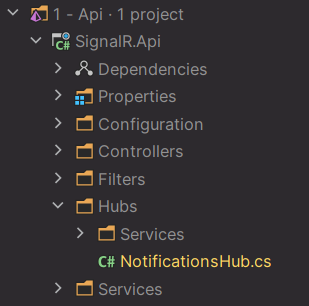 1 - Api · 1 project
C# SignalR.Api
Dependencies
Properties
Configuration
Controllers
Filters
Hubs
Services
C# NotificationsHub.cs
Services